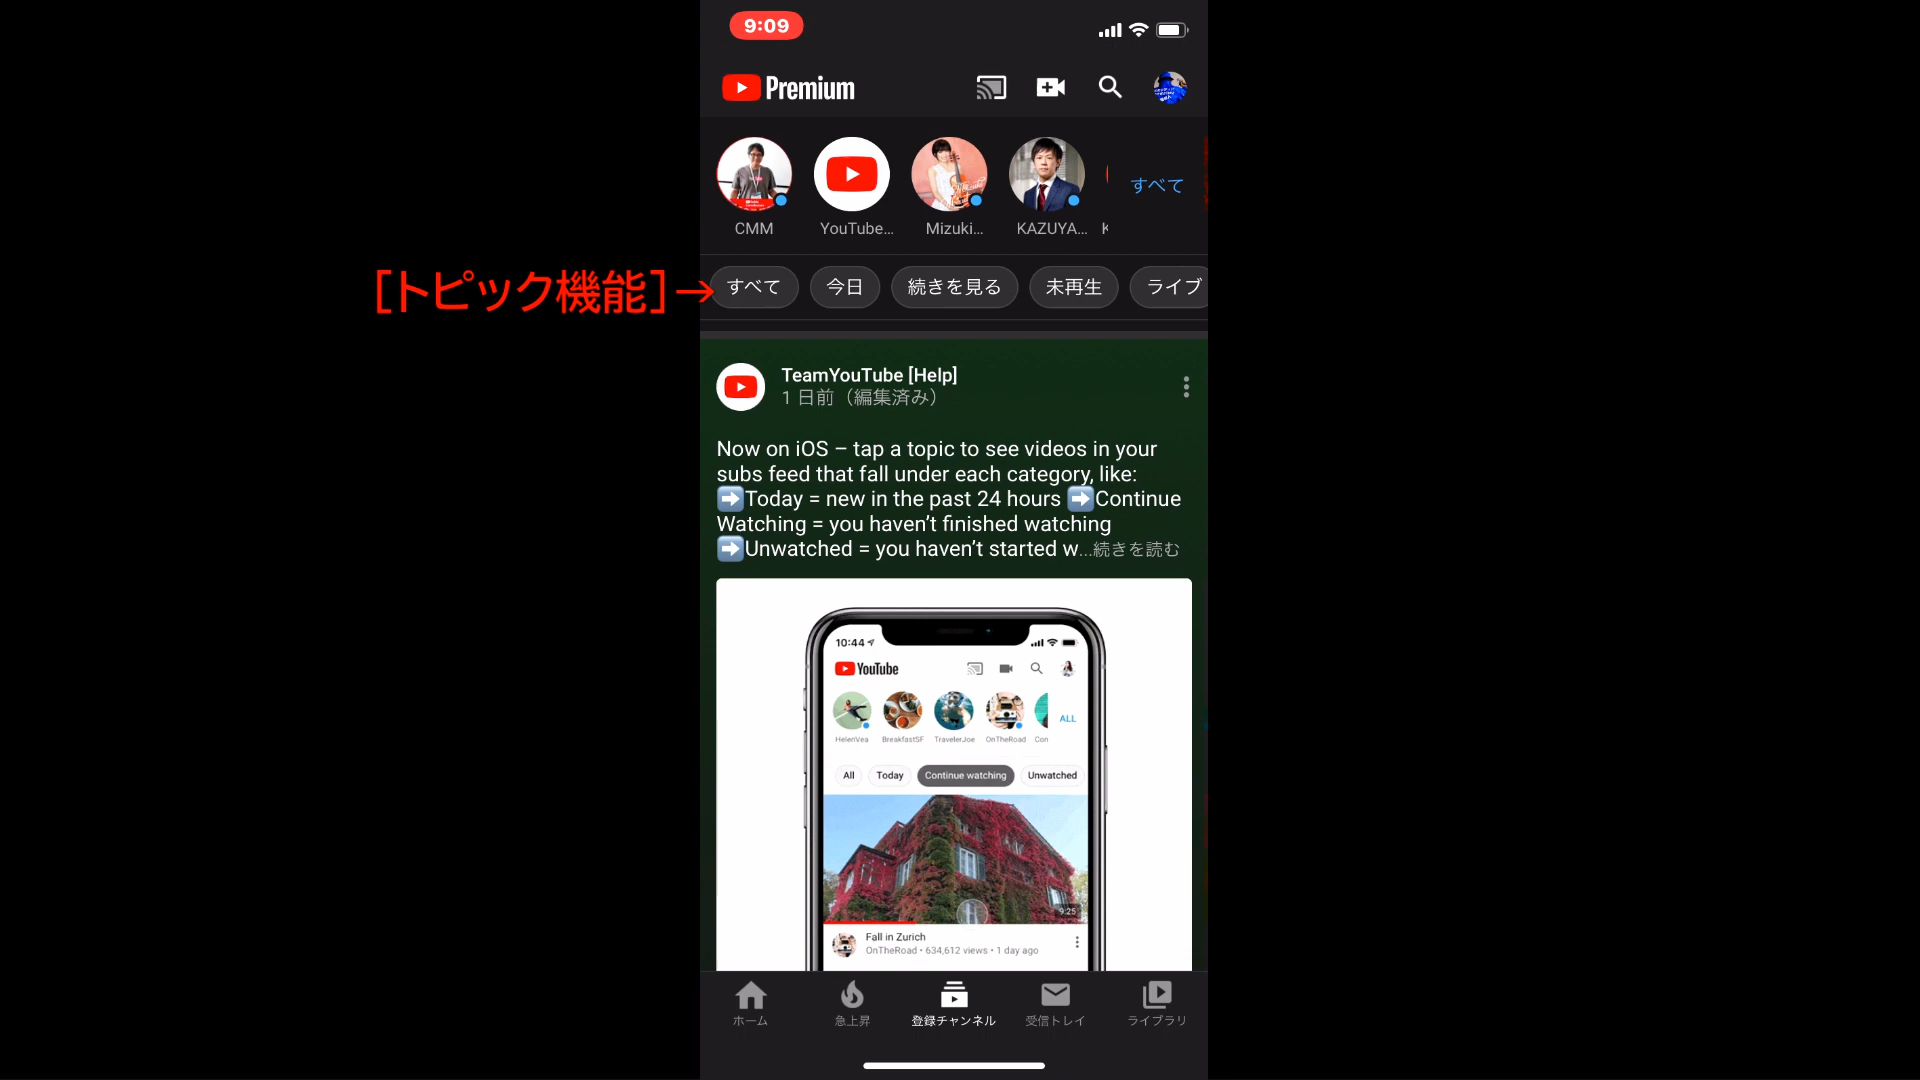 9:09
Premium
CMM
YouTube...
Mizuki...
KAZUYA...
K
すべて
[トピック機能]→
すべて
今日
続きを見る
未再生
ライブ
TeamYouTube [Help]
1 日前（編集済み）
Now on iOS – tap a topic to see videos in your
subs feed that fall under each category, like:
➡Today = new in the past 24 hours ➡Continue
Watching = you haven't finished watching
➡Unwatched = you haven't started w...続きを読む
10:44
YouTube
HelenVea
BreakfastSF
TravelerJoe
OnTheRoad
Con
ALL
All
Today
Continue watching
Unwatched
9:25
Fall in Zurich
OnTheRoad • 634,612 views • 1 day ago
ホーム
急上昇
登録チャンネル
受信トレイ
ライブラリ